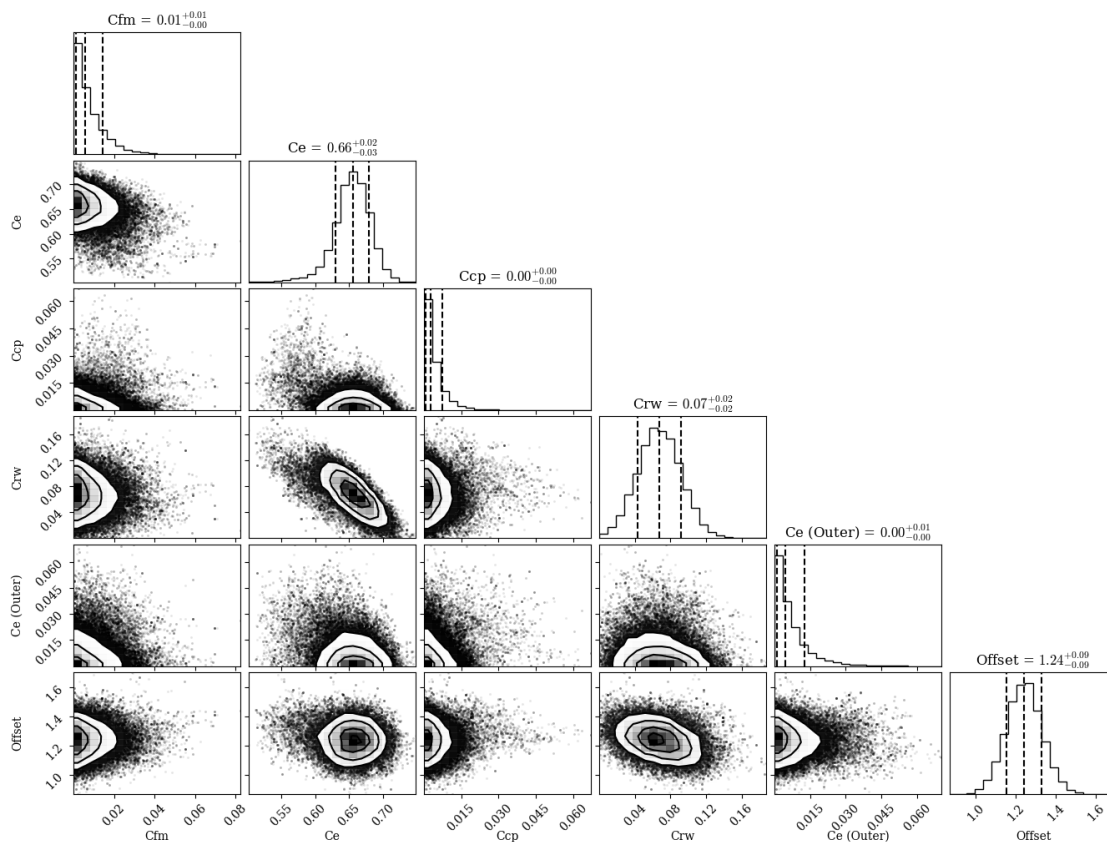 Cfm = 0.01+0.01 −0.00
Ce = 0.66+0.02 −0.03
0.70
0.65
0.60
0.55
Ce
Ccp = 0.00+0.00 −0.00
0.060
0.045
0.030
0.015
Ccp
Crw = 0.07+0.02 −0.02
0.16
0.12
0.08
0.04
Crw
Ce (Outer) = 0.00+0.01 −0.00
0.060
0.045
0.030
0.015
Ce (Outer)
Offset = 1.24+0.09 −0.09
1.6
1.4
1.2
1.0
Offset
0.02 0.04 0.06 0.08 0.55 0.60 0.65 0.70 0.015 0.030 0.045 0.060 0.04 0.08 0.12 0.16 0.015 0.030 0.045 0.060 1.0 1.2 1.4 1.6
Cfm Ce Ccp Crw Ce (Outer) Offset